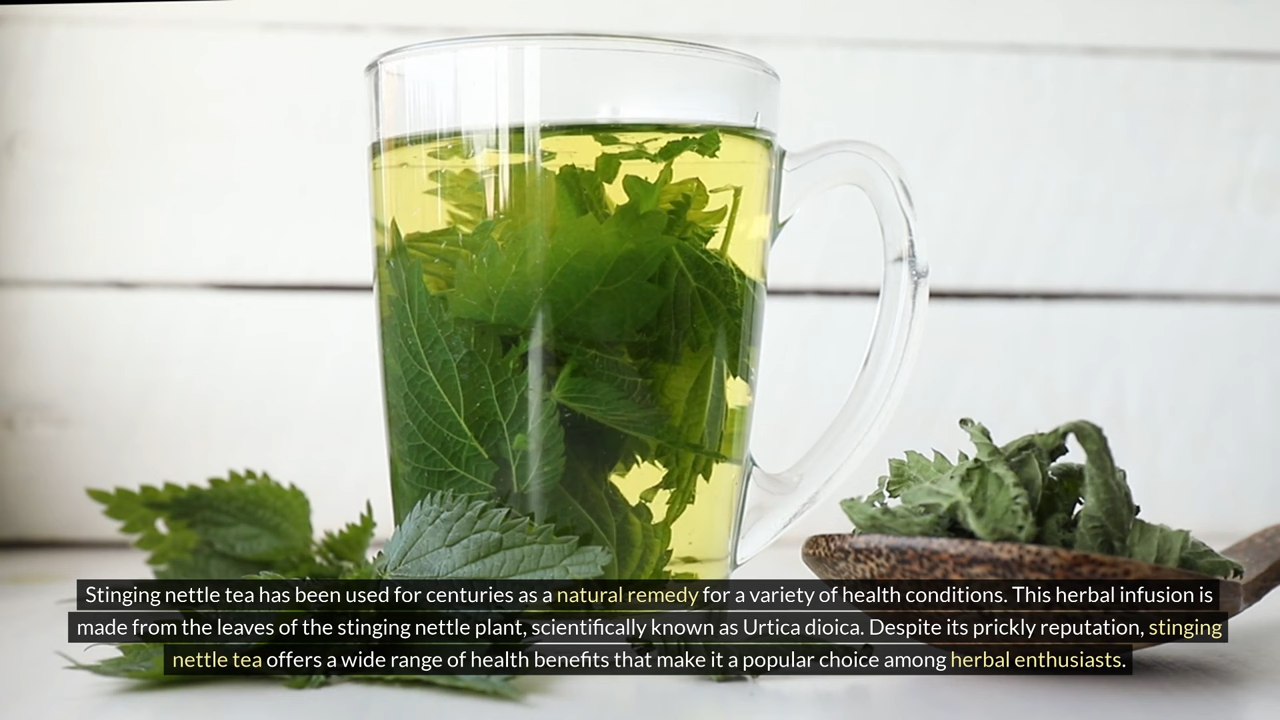 Stinging nettle tea has been used for centuries as a natural remedy for a variety of health conditions. This herbal infusion is
made from the leaves of the stinging nettle plant, scientifically known as Urtica dioica. Despite its prickly reputation, stinging
nettle tea offers a wide range of health benefits that make it a popular choice among herbal enthusiasts.